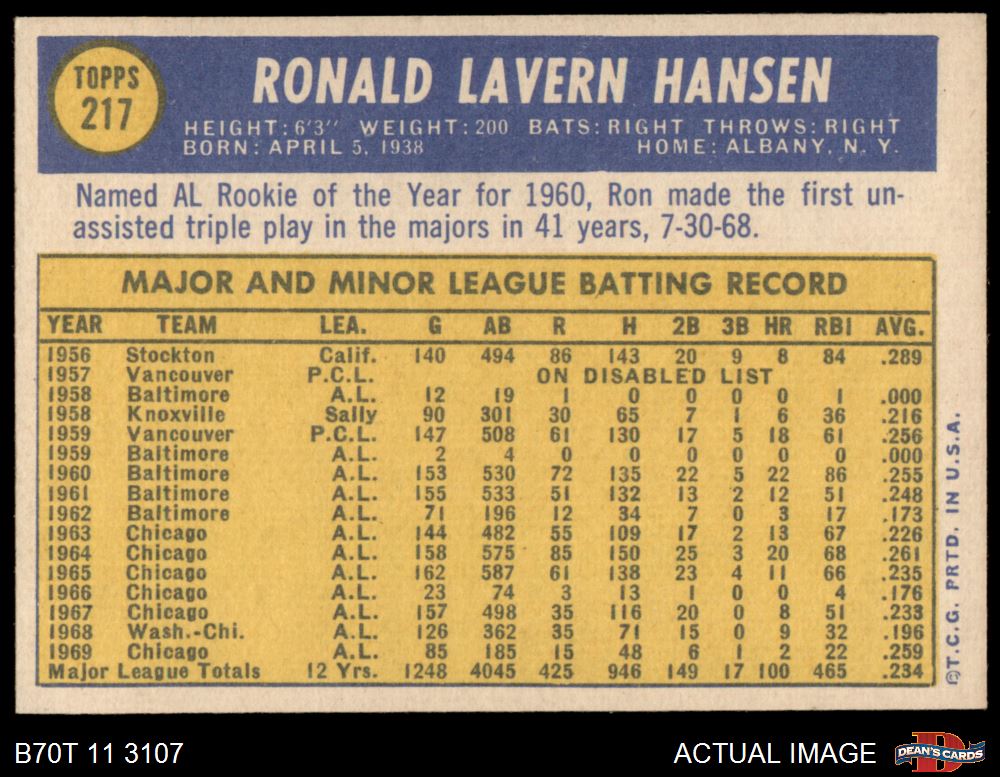 TOPPS
217
RONALD LAVERN HANSEN
HEIGHT: 6'3" WEIGHT: 200 BATS: RIGHT THROWS: RIGHT
BORN: APRIL 5, 1938 HOME: ALBANY, N. Y.
Named AL Rookie of the Year for 1960, Ron made the first un-
assisted triple play in the majors in 41 years, 7-30-68.
MAJOR AND MINOR LEAGUE BATTING RECORD
YEAR TEAM LEA. G AB R H 2B 3B HR RBI AVG.
1956 Stockton Calif. 140 494 86 143 20 9 8 84 .289
1957 Vancouver P.C.L. ON DISABLED LIST
1958 Baltimore A.L. 12 19 1 0 0 0 0 1 .000
1958 Knoxville Sally 90 301 30 65 7 1 6 36 .216
1959 Vancouver P.C.L. 147 508 61 130 17 5 18 61 .256
1959 Baltimore A.L. 2 4 0 0 0 0 0 0 .000
1960 Baltimore A.L. 153 530 72 135 22 5 22 86 .255
1961 Baltimore A.L. 155 533 51 132 13 2 12 51 .248
1962 Baltimore A.L. 71 196 12 34 7 0 3 17 .173
1963 Chicago A.L. 144 482 55 109 17 2 13 67 .226
1964 Chicago A.L. 158 575 85 150 25 3 20 68 .261
1965 Chicago A.L. 162 587 61 138 23 4 11 66 .235
1966 Chicago A.L. 23 74 3 13 1 0 0 4 .176
1967 Chicago A.L. 157 498 35 116 20 0 8 51 .233
1968 Wash.-Chi. A.L. 126 362 35 71 15 0 9 32 .196
1969 Chicago A.L. 85 185 15 48 6 1 2 22 .259
Major League Totals 12 Yrs. 1248 4045 425 946 149 17 100 465 .234
©T.C.G. PRTD. IN U.S.A.
B70T 11 3107
ACTUAL IMAGE
D
DEAN'S CARDS